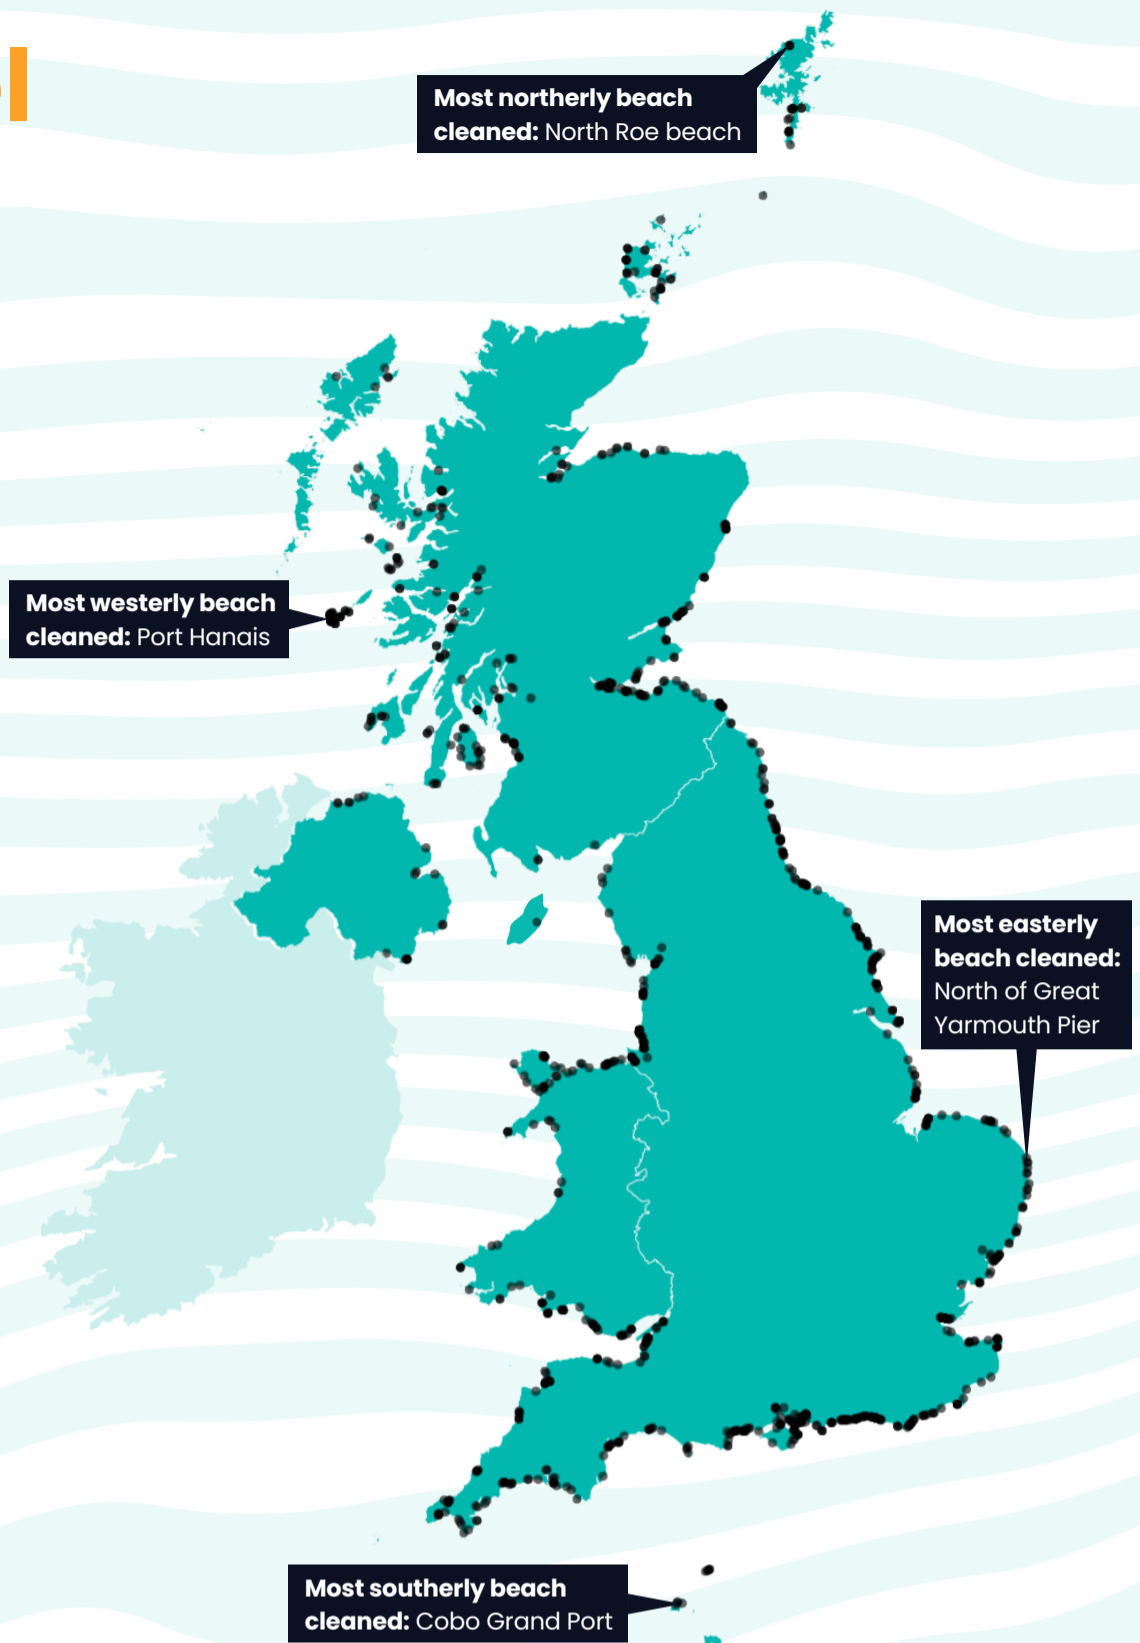 Most northerly beach
cleaned: North Roe beach
Most westerly beach
cleaned: Port Hanais
Most easterly
beach cleaned:
North of Great
Yarmouth Pier
Most southerly beach
cleaned: Cobo Grand Port